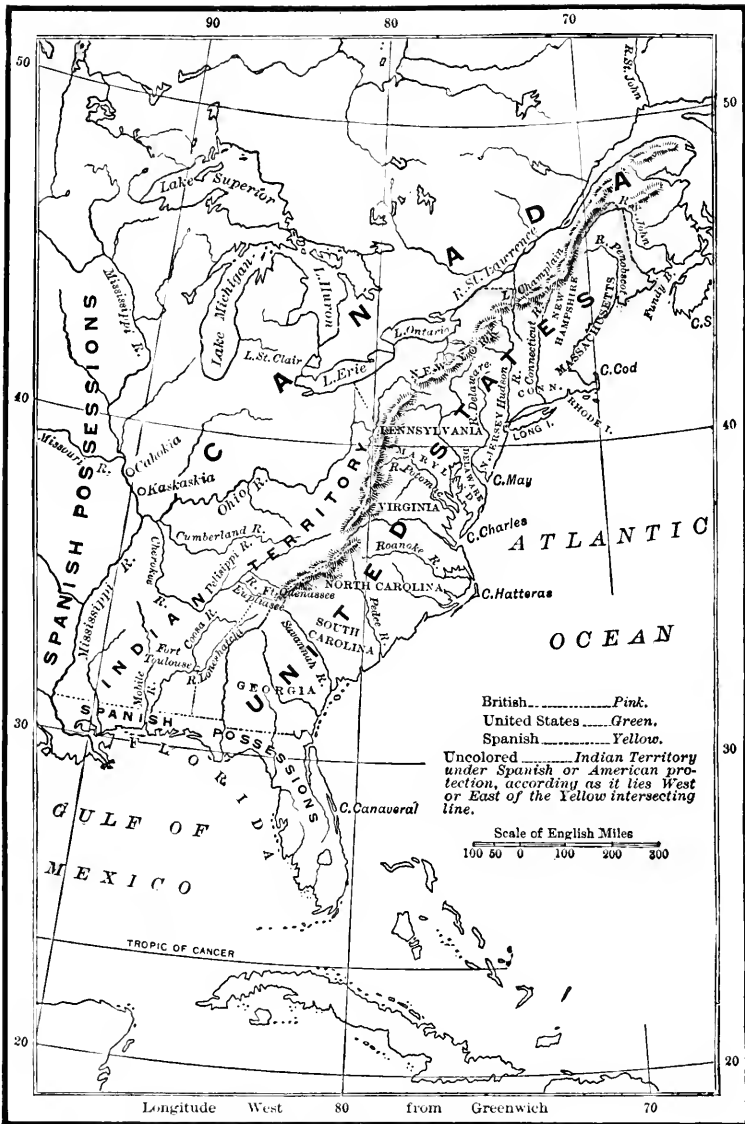 90 80 70
50
50
R. St. John
Lake Superior
CANADA
R. St. Lawrence
L. Champlain
R. John
R. Penobscot
Fundy B.
C. S
Mississippi R.
Lake Michigan
L. Huron
L. Ontario
L. St. Clair
L. Erie
NEW YORK
NEW HAMPSHIRE
MASSACHUSETTS
Connecticut R.
CONN.
RHODE I.
C. Cod
LONG I.
40
40
R. Delaware
Hudson R.
N. JERSEY
PENNSYLVANIA
MARYLAND
DELAWARE
R. Potomac
C. May
VIRGINIA
C. Charles
SPANISH POSSESSIONS
Missouri R.
Cahokia
Kaskaskia
Ohio R.
Cumberland R.
Cherokee R.
Pelisippi R.
INDIAN TERRITORY
UNITED STATES
Roanoke R.
NORTH CAROLINA
C. Hatteras
ATLANTIC
OCEAN
Mississippi R.
R. Euphasee
Pedee R.
SOUTH CAROLINA
Savannah R.
Coosa R.
Fort Toulouse
Mobile R.
GEORGIA
30
30
SPANISH POSSESSIONS
FLORIDA
C. Canaveral
GULF OF
MEXICO
British Pink.
United States Green.
Spanish Yellow.
Uncolored Indian Territory
under Spanish or American pro-
tection, according as it lies West
or East of the Yellow intersecting
line.
Scale of English Miles
100 50 0 100 200 300
TROPIC OF CANCER
20
20
Longitude West 80 from Greenwich 70